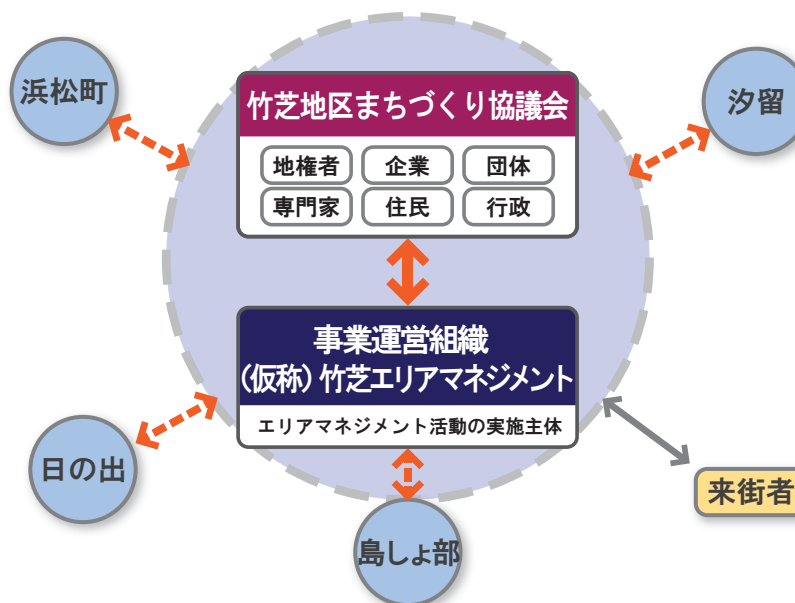 浜松町
汐留
竹芝地区まちづくり協議会
地権者 企業 団体
専門家 住民 行政
事業運営組織
（仮称）竹芝エリアマネジメント
エリアマネジメント活動の実施主体
日の出
来街者
島しょ部